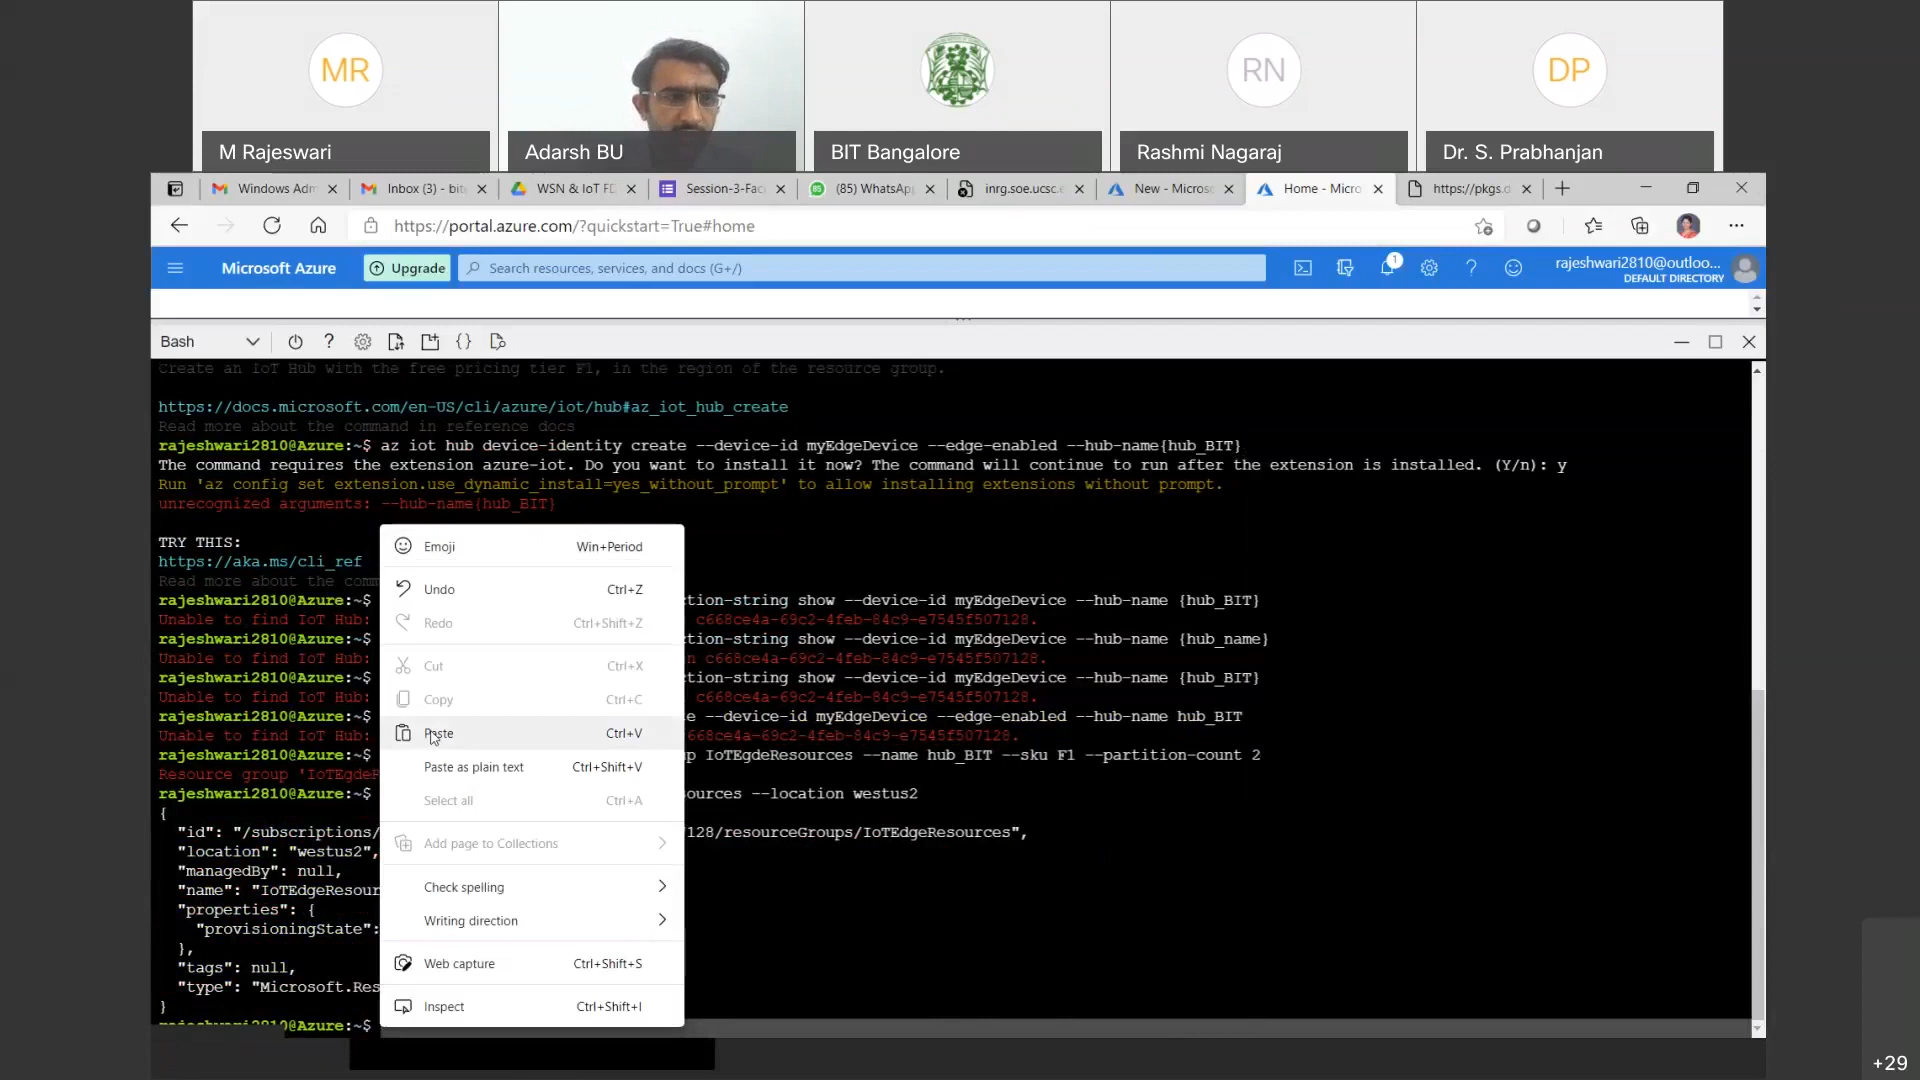 MR
RN
DP
M Rajeswari
Adarsh BU
BIT Bangalore
Rashmi Nagaraj
Dr. S. Prabhanjan
Windows Adm
Inbox (3) - bit
WSN & IoT FD
Session-3-Fac
(85) WhatsApp
inrg.soe.ucsc.e
New - Micros
Home - Micro
https://pkgs.d
https://portal.azure.com/?quickstart=True#home
Microsoft Azure
Upgrade
Search resources, services, and docs (G+/)
1
rajeshwari2810@outloo...
DEFAULT DIRECTORY
Bash
Create an IoT Hub with the free pricing tier F1, in the region of the resource group.
https://docs.microsoft.com/en-US/cli/azure/iot/hub#az_iot_hub_create
Read more about the command in reference docs
rajeshwari2810@Azure:~$ az iot hub device-identity create --device-id myEdgeDevice --edge-enabled --hub-name{hub_BIT}
The command requires the extension azure-iot. Do you want to install it now? The command will continue to run after the extension is installed. (Y/n): y
Run 'az config set extension.use_dynamic_install=yes_without_prompt' to allow installing extensions without prompt.
unrecognized arguments: --hub-name{hub_BIT}
TRY THIS:
https://aka.ms/cli_ref
Read more about the comm
rajeshwari2810@Azure:~$ tion-string show --device-id myEdgeDevice --hub-name {hub_BIT}
Unable to find IoT Hub: c668ce4a-69c2-4feb-84c9-e7545f507128.
rajeshwari2810@Azure:~$ tion-string show --device-id myEdgeDevice --hub-name {hub_name}
Unable to find IoT Hub: n c668ce4a-69c2-4feb-84c9-e7545f507128.
rajeshwari2810@Azure:~$ tion-string show --device-id myEdgeDevice --hub-name {hub_BIT}
Unable to find IoT Hub: c668ce4a-69c2-4feb-84c9-e7545f507128.
rajeshwari2810@Azure:~$ e --device-id myEdgeDevice --edge-enabled --hub-name hub_BIT
Unable to find IoT Hub: 668ce4a-69c2-4feb-84c9-e7545f507128.
rajeshwari2810@Azure:~$ p IoTEgdeResources --name hub_BIT --sku F1 --partition-count 2
Resource group 'IoTEgdeR
rajeshwari2810@Azure:~$ ources --location westus2
{
"id": "/subscriptions/ 128/resourceGroups/IoTEdgeResources",
"location": "westus2",
"managedBy": null,
"name": "IoTEdgeResour
"properties": {
"provisioningState":
},
"tags": null,
"type": "Microsoft.Res
}
rajeshwari2810@Azure:~$
Emoji Win+Period
Undo Ctrl+Z
Redo Ctrl+Shift+Z
Cut Ctrl+X
Copy Ctrl+C
Paste Ctrl+V
Paste as plain text Ctrl+Shift+V
Select all Ctrl+A
Add page to Collections
Check spelling
Writing direction
Web capture Ctrl+Shift+S
Inspect Ctrl+Shift+I
+29